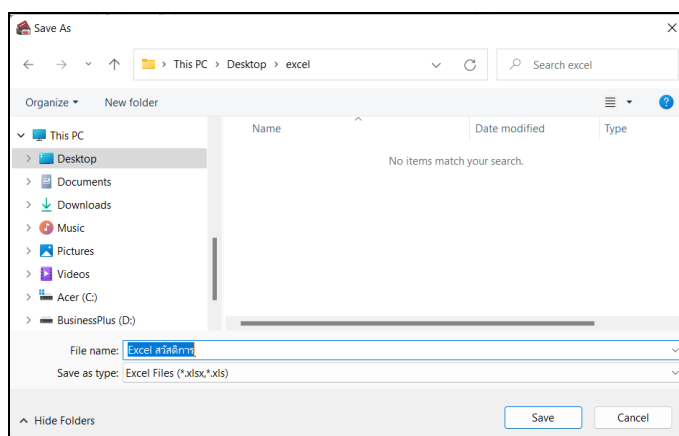 Save As
This PC > Desktop > excel
Search excel
Organize
New folder
Name
Date modified
Type
This PC
No items match your search.
Desktop
Documents
Downloads
Music
Pictures
Videos
Acer (C:)
BusinessPlus (D:)
File name: Excel สวัสดิการ
Save as type: Excel Files (*.xlsx,*.xls)
Hide Folders
Save
Cancel